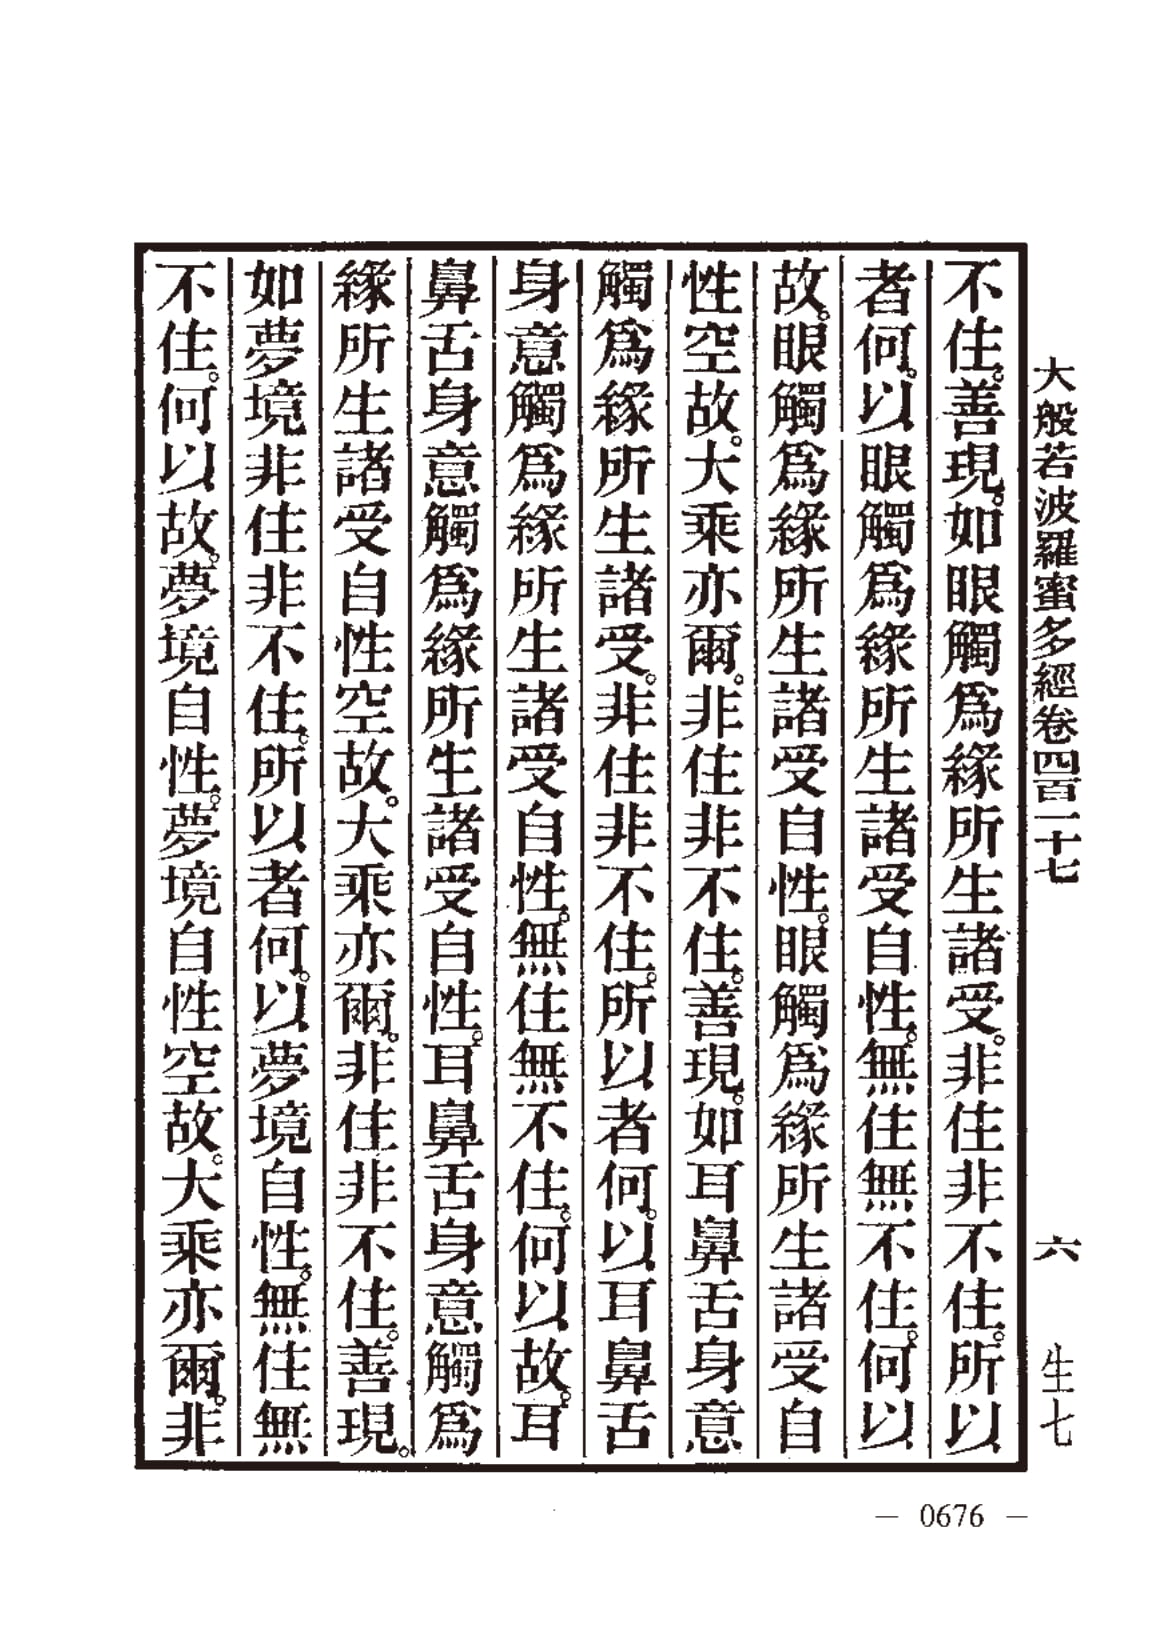 大般若波羅蜜多經卷四百一十七 六 生七
不住。善現。如眼觸爲緣所生諸受。非住非不住。所以
者何。以眼觸爲緣所生諸受自性。無住無不住。何以
故。眼觸爲緣所生諸受自性。眼觸爲緣所生諸受自
性空故。大乘亦爾。非住非不住。善現。如耳鼻舌身意
觸爲緣所生諸受。非住非不住。所以者何。以耳鼻舌
身意觸爲緣所生諸受自性。無住無不住。何以故。耳
鼻舌身意觸爲緣所生諸受自性。耳鼻舌身意觸爲
緣所生諸受自性空故。大乘亦爾。非住非不住。善現。
如夢境非住非不住。所以者何。以夢境自性。無住無
不住。何以故。夢境自性。夢境自性空故。大乘亦爾。非
— 0676 —